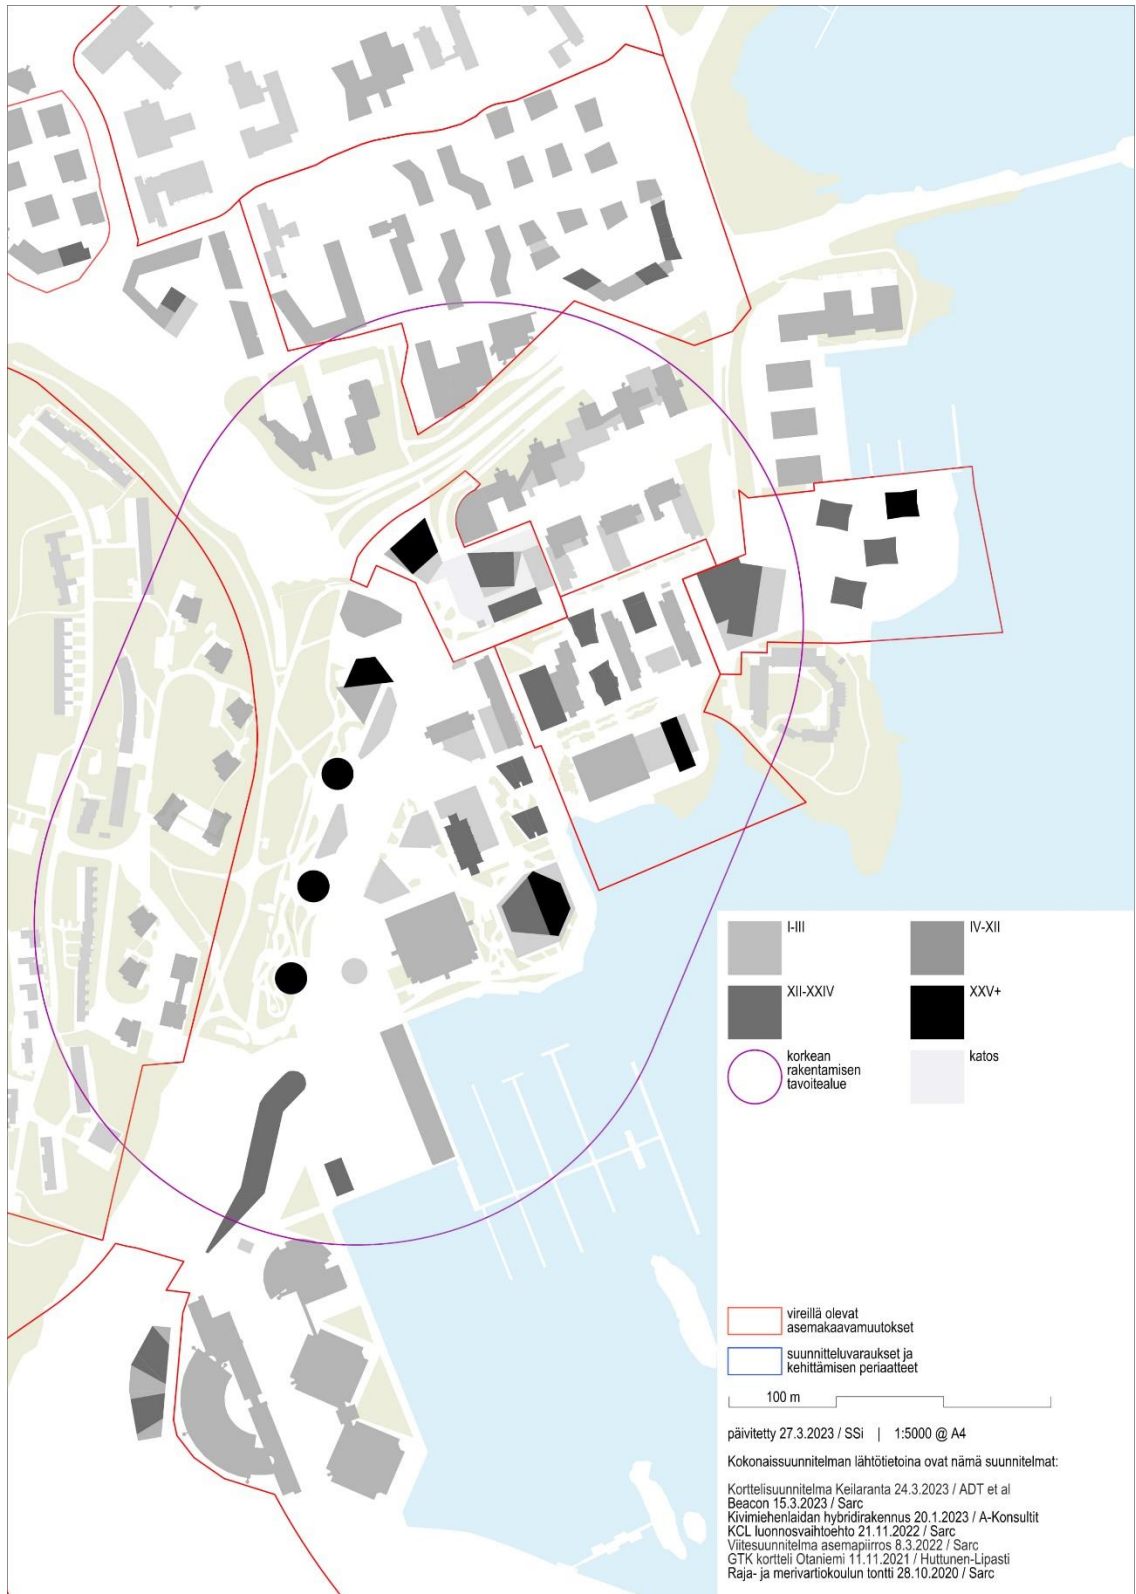 I-III
IV-XII
XII-XXIV
XXV+
korkean
rakentamisen
tavoitealue
katos
vireillä olevat
asemakaavamuutokset
suunnitteluvaraukset ja
kehittämisen periaatteet
100 m
päivitetty 27.3.2023 / SSi | 1:5000 @ A4
Kokonaissuunnitelman lähtötietoina ovat nämä suunnitelmat:
Korttelisuunnitelma Keilaranta 24.3.2023 / ADT et al
Beacon 15.3.2023 / Sarc
Kivimiehenlaidan hybridirakennus 20.1.2023 / A-Konsultit
KCL luonnosvaihtoehto 21.11.2022 / Sarc
Viitesuunnitelma asemapiirros 8.3.2022 / Sarc
GTK kortteli Otaniemi 11.11.2021 / Huttunen-Lipasti
Raja- ja merivartiokoulun tontti 28.10.2020 / Sarc